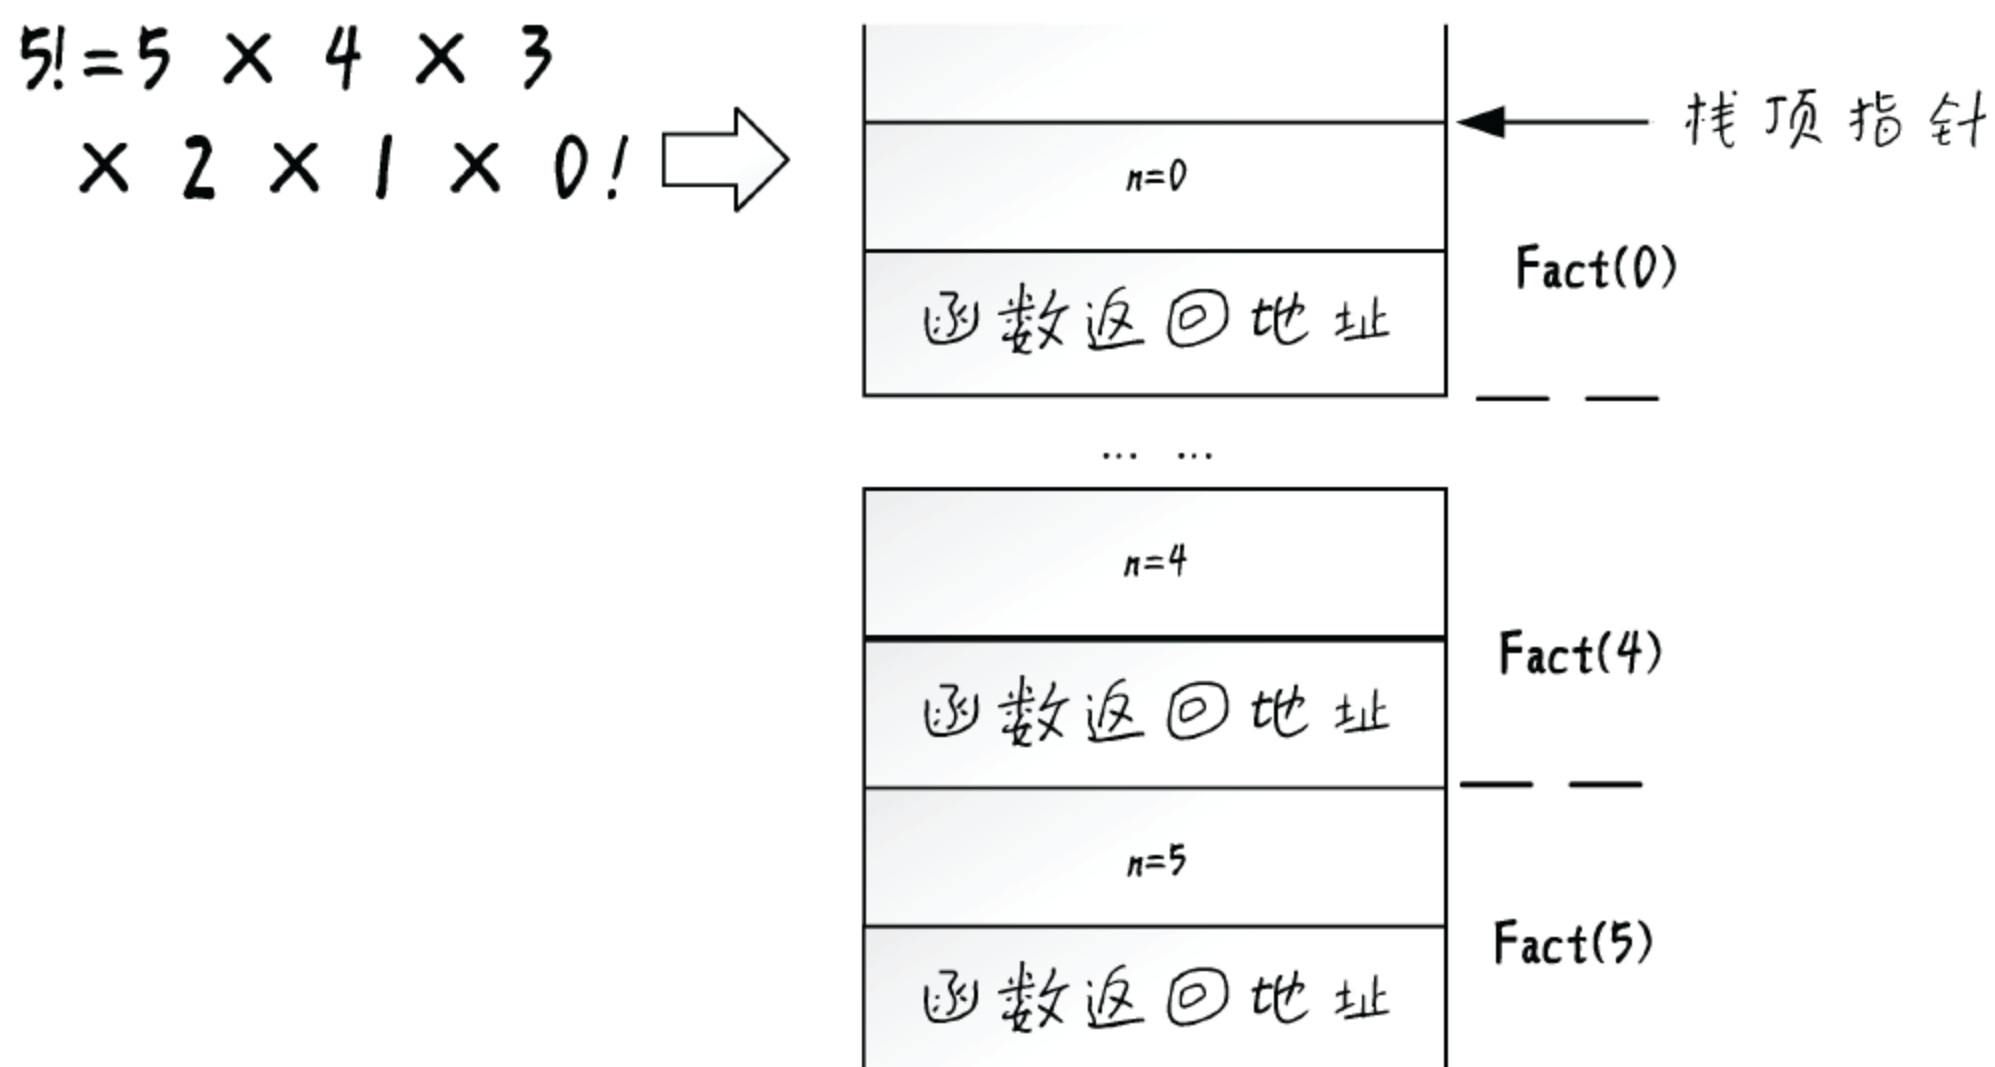 5!=5 × 4 × 3
× 2 × 1 × 0!
栈顶指针
n=0
Fact(0)
函数返回地址
... ...
n=4
Fact(4)
函数返回地址
n=5
Fact(5)
函数返回地址